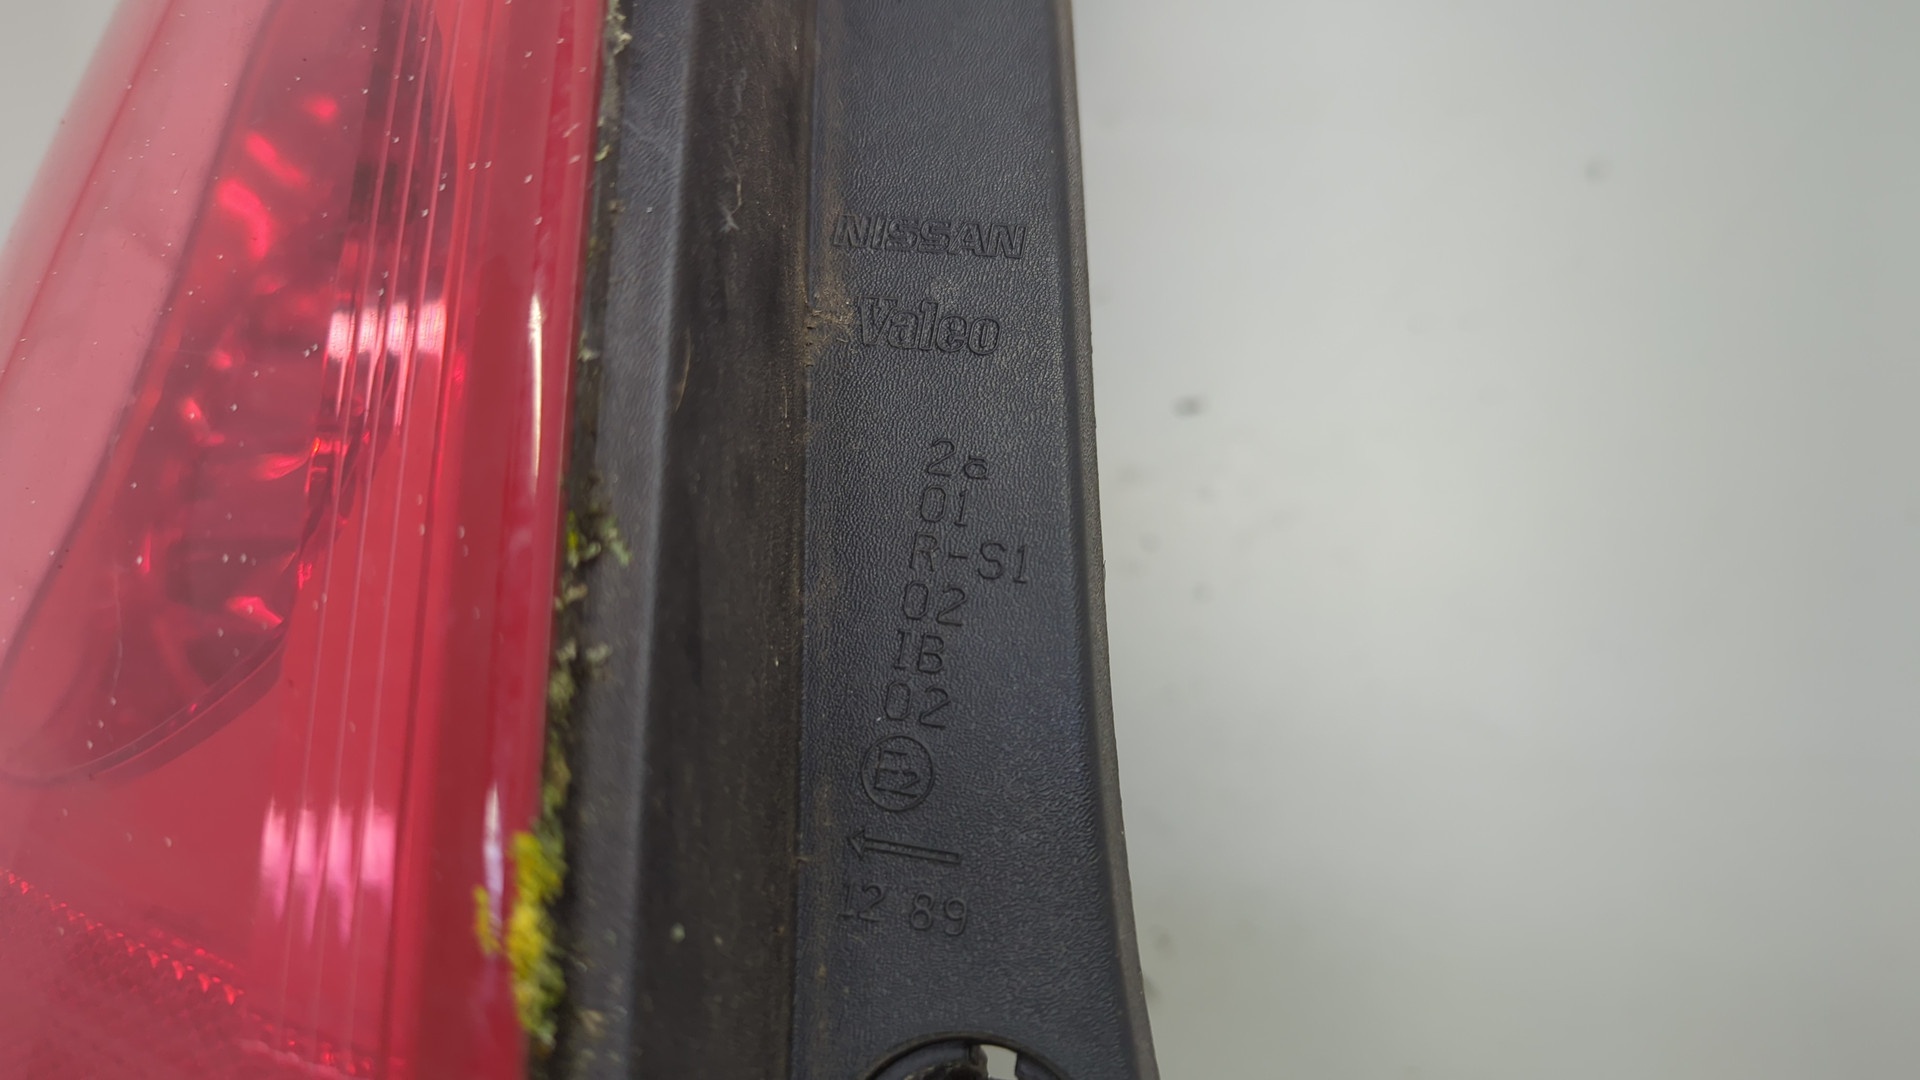 NISSAN
Valeo
2a
01
R-S1
02
IB
02
E2
12 89